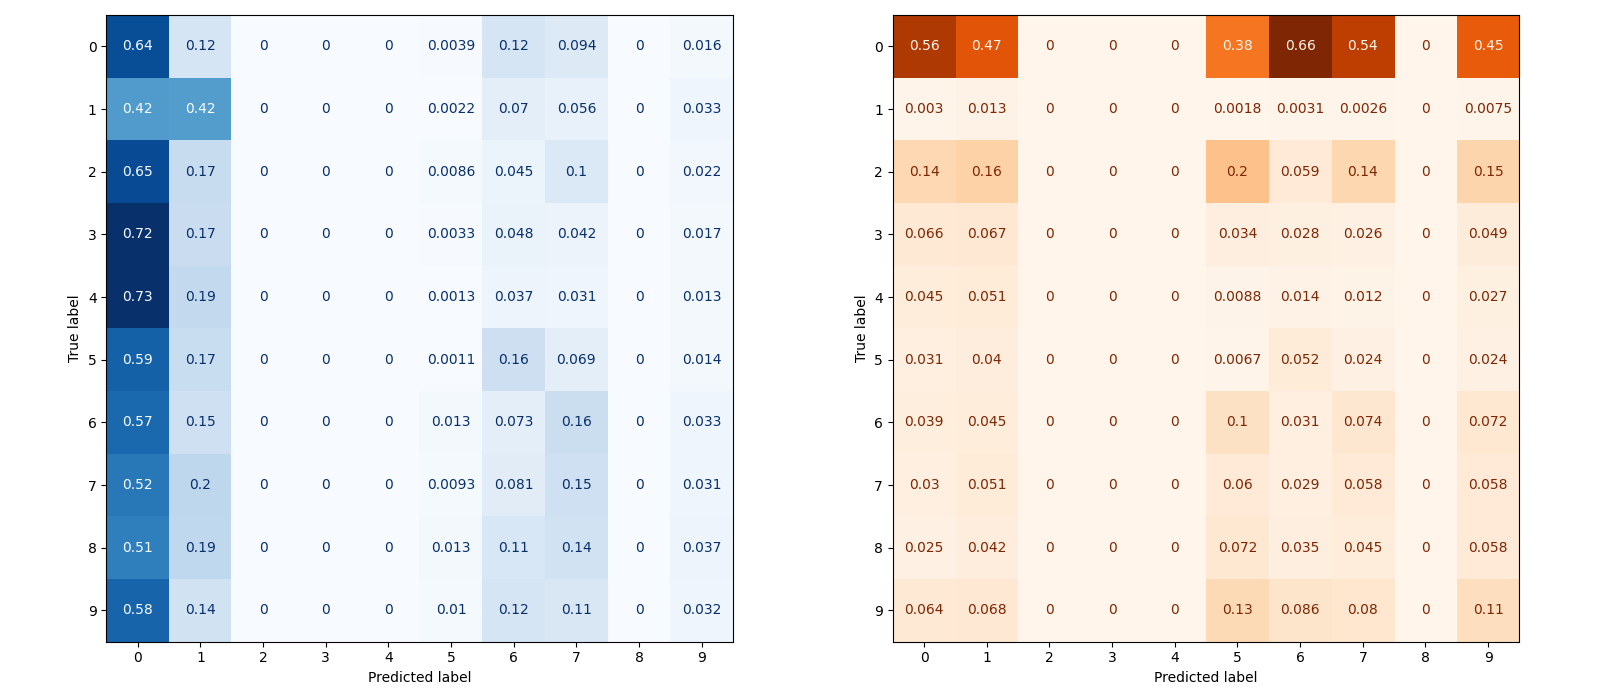 0 0.64 0.12 0 0 0 0.0039 0.12 0.094 0 0.016
1 0.42 0.42 0 0 0 0.0022 0.07 0.056 0 0.033
2 0.65 0.17 0 0 0 0.0086 0.045 0.1 0 0.022
3 0.72 0.17 0 0 0 0.0033 0.048 0.042 0 0.017
4 0.73 0.19 0 0 0 0.0013 0.037 0.031 0 0.013
True label
5 0.59 0.17 0 0 0 0.0011 0.16 0.069 0 0.014
6 0.57 0.15 0 0 0 0.013 0.073 0.16 0 0.033
7 0.52 0.2 0 0 0 0.0093 0.081 0.15 0 0.031
8 0.51 0.19 0 0 0 0.013 0.11 0.14 0 0.037
9 0.58 0.14 0 0 0 0.01 0.12 0.11 0 0.032
0 1 2 3 4 5 6 7 8 9
Predicted label
0 0.56 0.47 0 0 0 0.38 0.66 0.54 0 0.45
1 0.003 0.013 0 0 0 0.0018 0.0031 0.0026 0 0.0075
2 0.14 0.16 0 0 0 0.2 0.059 0.14 0 0.15
3 0.066 0.067 0 0 0 0.034 0.028 0.026 0 0.049
4 0.045 0.051 0 0 0 0.0088 0.014 0.012 0 0.027
True label
5 0.031 0.04 0 0 0 0.0067 0.052 0.024 0 0.024
6 0.039 0.045 0 0 0 0.1 0.031 0.074 0 0.072
7 0.03 0.051 0 0 0 0.06 0.029 0.058 0 0.058
8 0.025 0.042 0 0 0 0.072 0.035 0.045 0 0.058
9 0.064 0.068 0 0 0 0.13 0.086 0.08 0 0.11
0 1 2 3 4 5 6 7 8 9
Predicted label